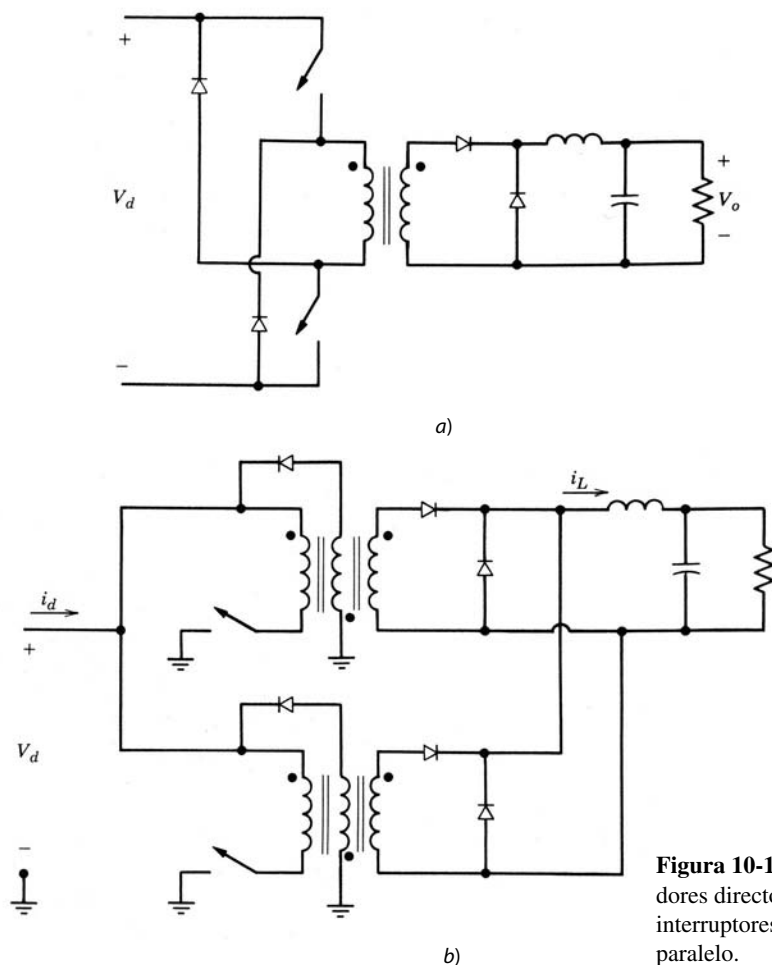 +
V_d
−
+
V_o
−
a)
i_L
i_d
+
V_d
−
Figura 10-1
dores directo
interruptores
paralelo.
b)